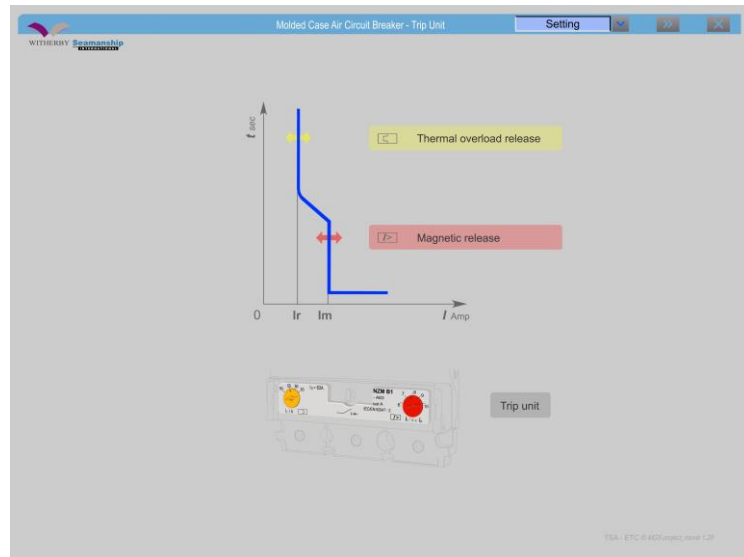 Molded Case Air Circuit Breaker - Trip Unit
Setting
WITHERBY Seamanship
INTERNATIONAL
t sec
Thermal overload release
I> Magnetic release
0 Ir Im I Amp
NZM B1
Trip unit